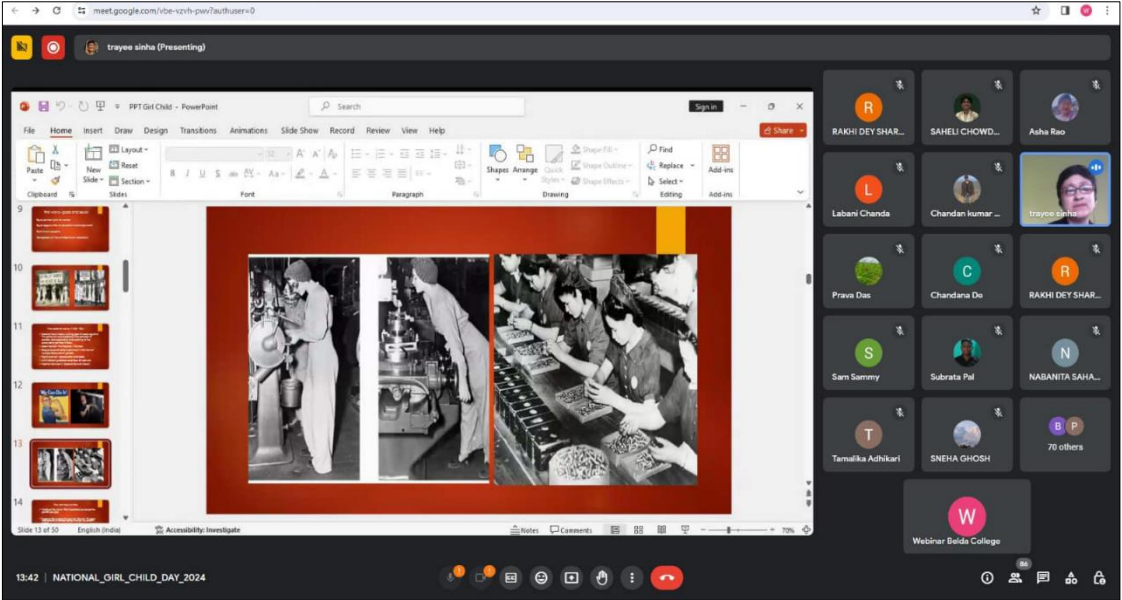 meet.google.com/vbe-vzvh-pwv?authuser=0
W
trayee sinha (Presenting)
PPT Girl Child - PowerPoint
Search
Sign in
File Home Insert Draw Design Transitions Animations Slide Show Record Review View Help
Share
Paste
New Slide
Layout
Reset
Section
Shapes
Arrange
Quick Styles
Shape Fill
Shape Outline
Shape Effects
Find
Replace
Select
Add-ins
Clipboard
Slides
Font
Paragraph
Drawing
Editing
Add-ins
9
10
11
12
We Can Do It!
13
14
Slide 13 of 50
English (India)
Accessibility: Investigate
Notes
Comments
70%
R
RAKHI DEY SHAR...
SAHELI CHOWD...
Asha Rao
L
Labani Chanda
Chandan kumar ...
trayee sinha
Prava Das
C
Chandana De
R
RAKHI DEY SHAR...
S
Sam Sammy
Subrata Pal
N
NABANITA SAHA...
T
Tamalika Adhikari
SNEHA GHOSH
B P
70 others
W
Webinar Belda College
13:42 | NATIONAL_GIRL_CHILD_DAY_2024
86